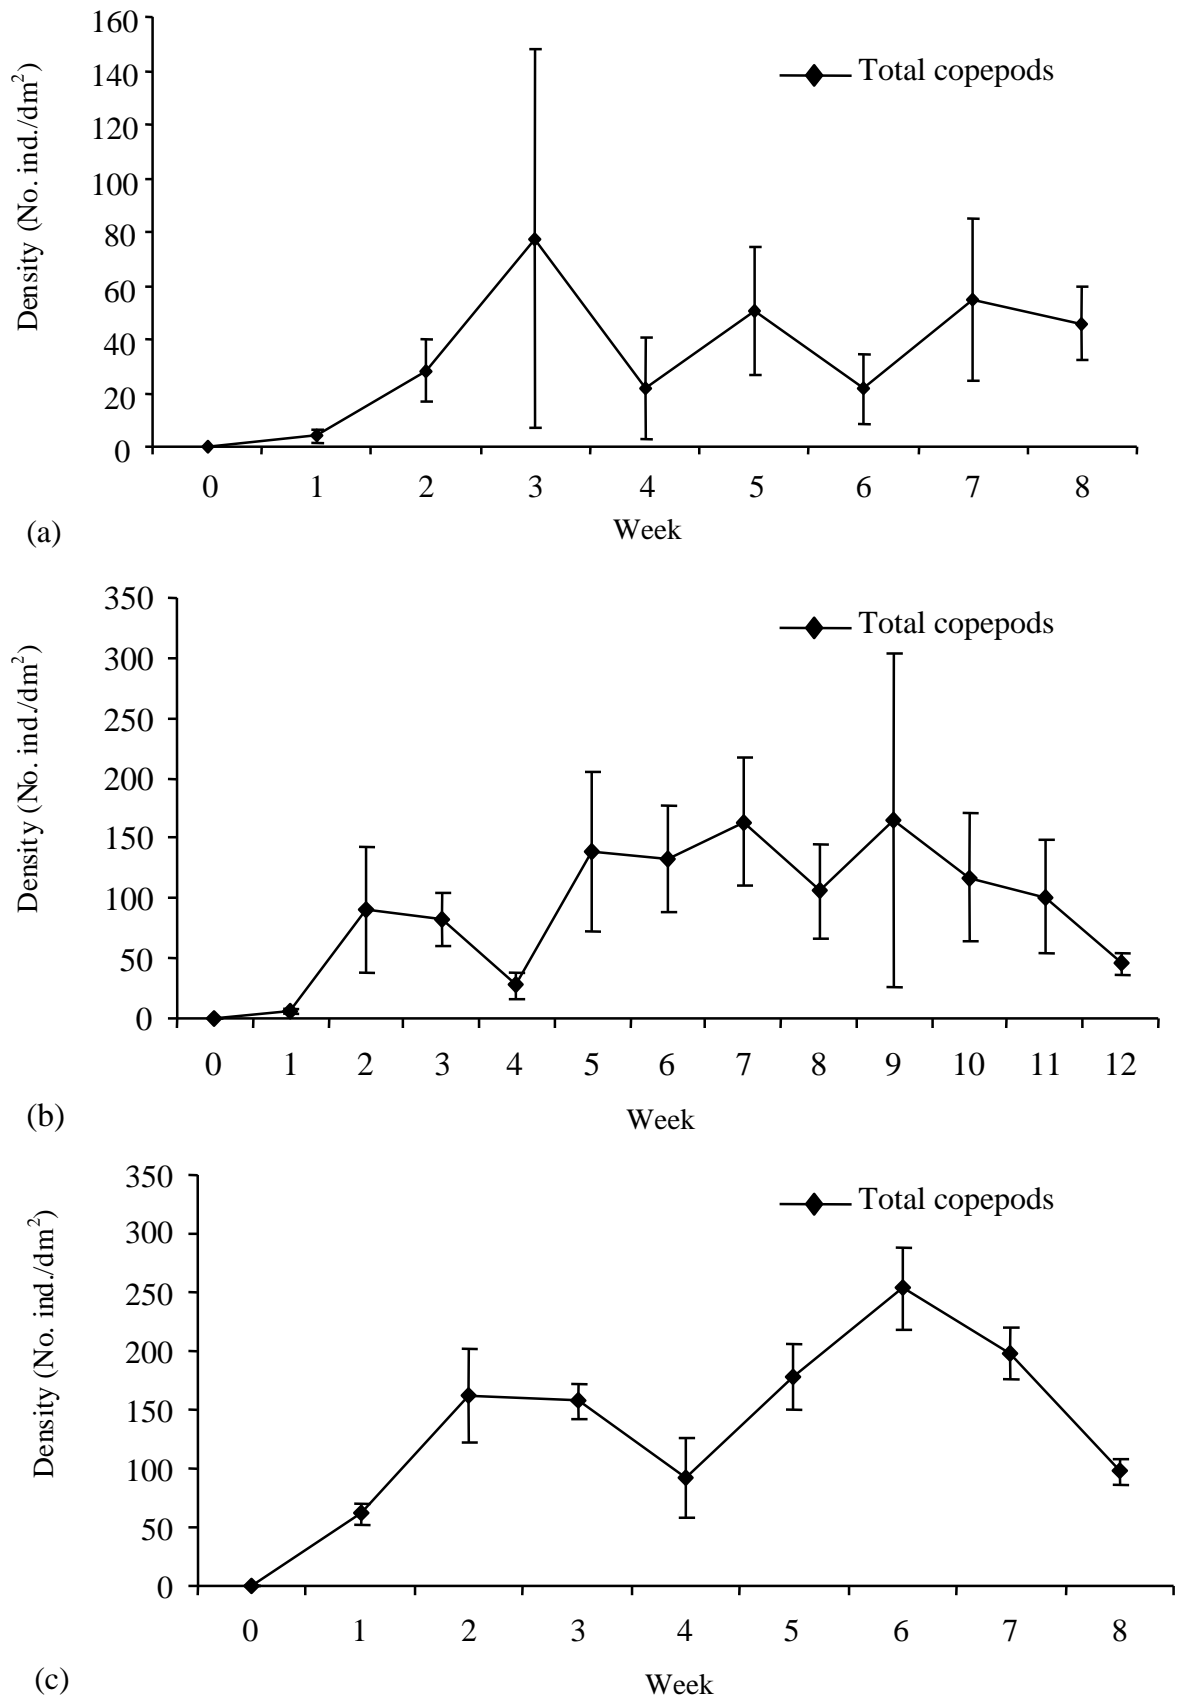 160
140
120
100
80
60
40
20
0
Density (No. ind./dm²)
Total copepods
0 1 2 3 4 5 6 7 8
Week
(a)
350
300
250
200
150
100
50
0
Density (No. ind./dm²)
Total copepods
0 1 2 3 4 5 6 7 8 9 10 11 12
Week
(b)
350
300
250
200
150
100
50
0
Density (No. ind./dm²)
Total copepods
0 1 2 3 4 5 6 7 8
Week
(c)